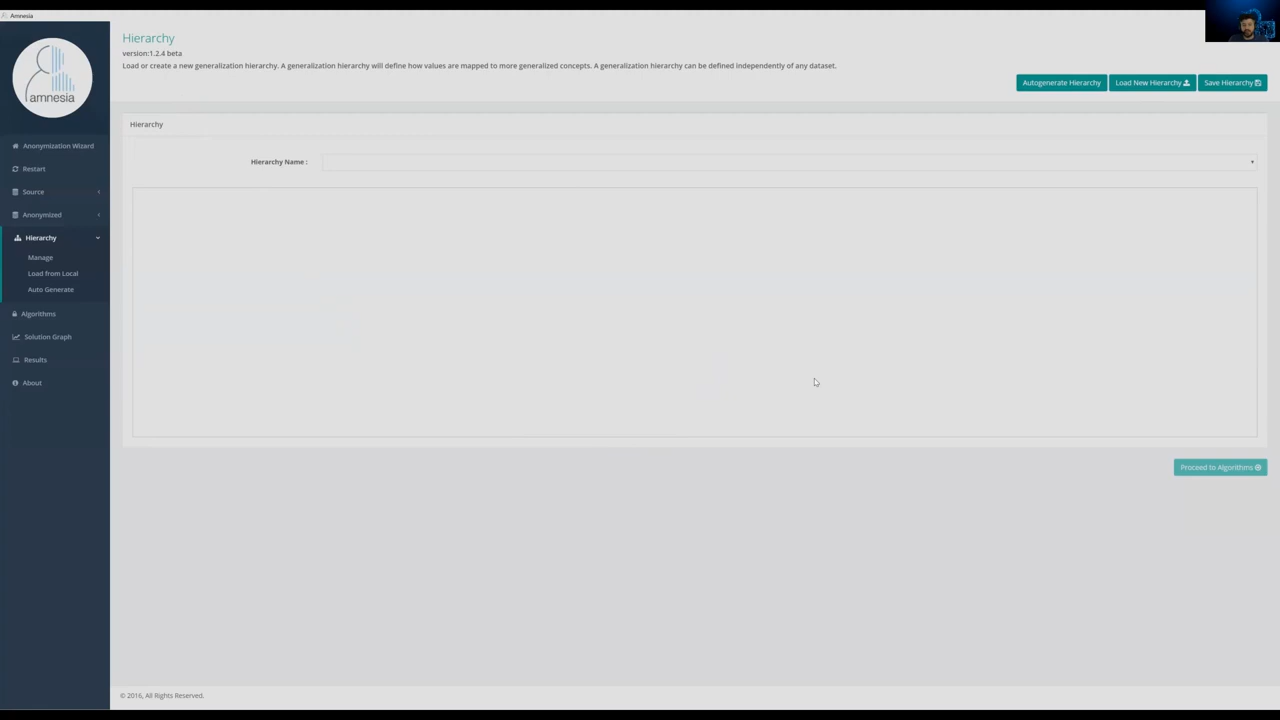 Amnesia
amnesia
Anonymization Wizard
Restart
Source
Anonymized
Hierarchy
Manage
Load from Local
Auto Generate
Algorithms
Solution Graph
Results
About
Hierarchy
version:1.2.4 beta
Load or create a new generalization hierarchy. A generalization hierarchy will define how values are mapped to more generalized concepts. A generalization hierarchy can be defined independently of any dataset.
Autogenerate Hierarchy
Load New Hierarchy
Save Hierarchy
Hierarchy
Hierarchy Name :
Proceed to Algorithms
© 2016, All Rights Reserved.